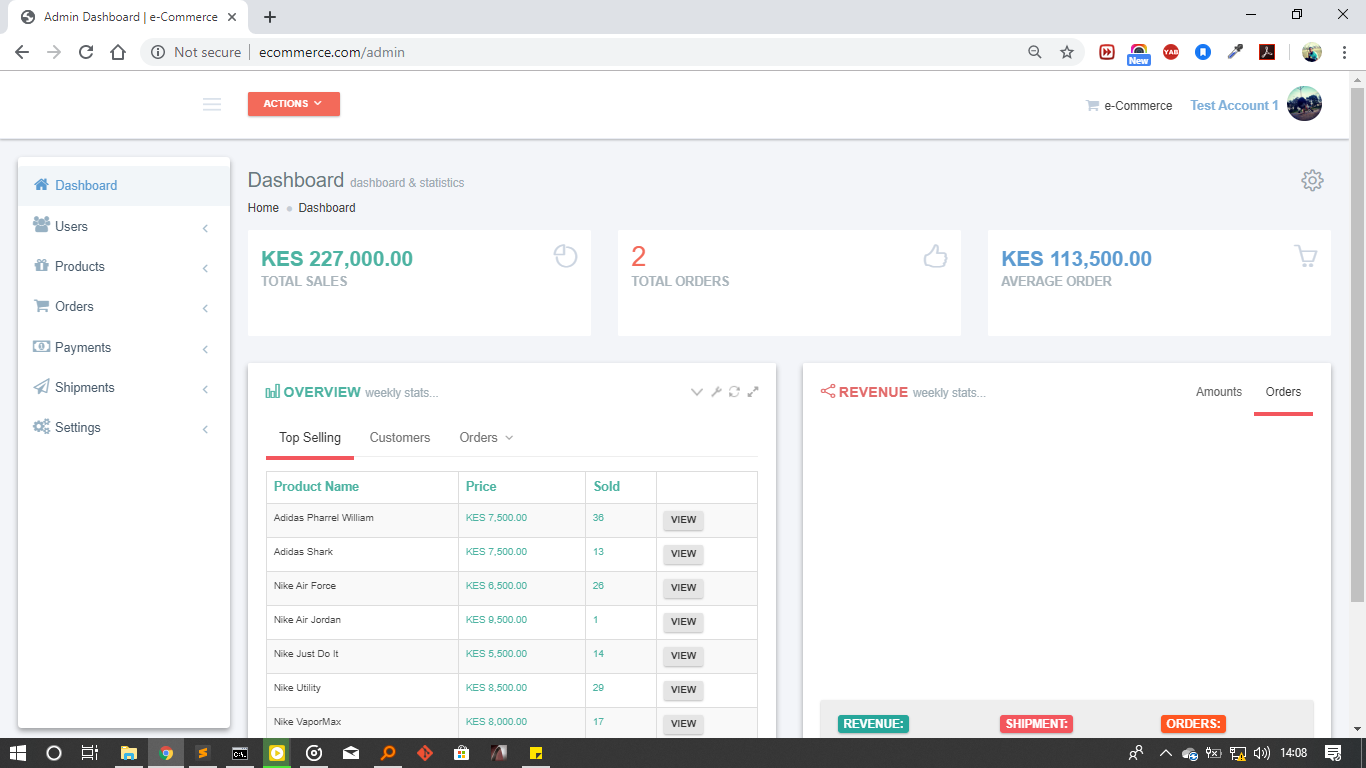 Admin Dashboard | e-Commerce
Not secure
ecommerce.com/admin
New
YAB
ACTIONS
e-Commerce
Test Account 1
Dashboard
Users
Products
Orders
Payments
Shipments
Settings
Dashboard dashboard & statistics
Home
Dashboard
KES 227,000.00
TOTAL SALES
2
TOTAL ORDERS
KES 113,500.00
AVERAGE ORDER
OVERVIEW weekly stats...
Top Selling
Customers
Orders
Product Name Price Sold
Adidas Pharrel William KES 7,500.00 36 VIEW
Adidas Shark KES 7,500.00 13 VIEW
Nike Air Force KES 6,500.00 26 VIEW
Nike Air Jordan KES 9,500.00 1 VIEW
Nike Just Do It KES 5,500.00 14 VIEW
Nike Utility KES 8,500.00 29 VIEW
Nike VaporMax KES 8,000.00 17 VIEW
REVENUE weekly stats...
Amounts
Orders
REVENUE:
SHIPMENT:
ORDERS:
14:08